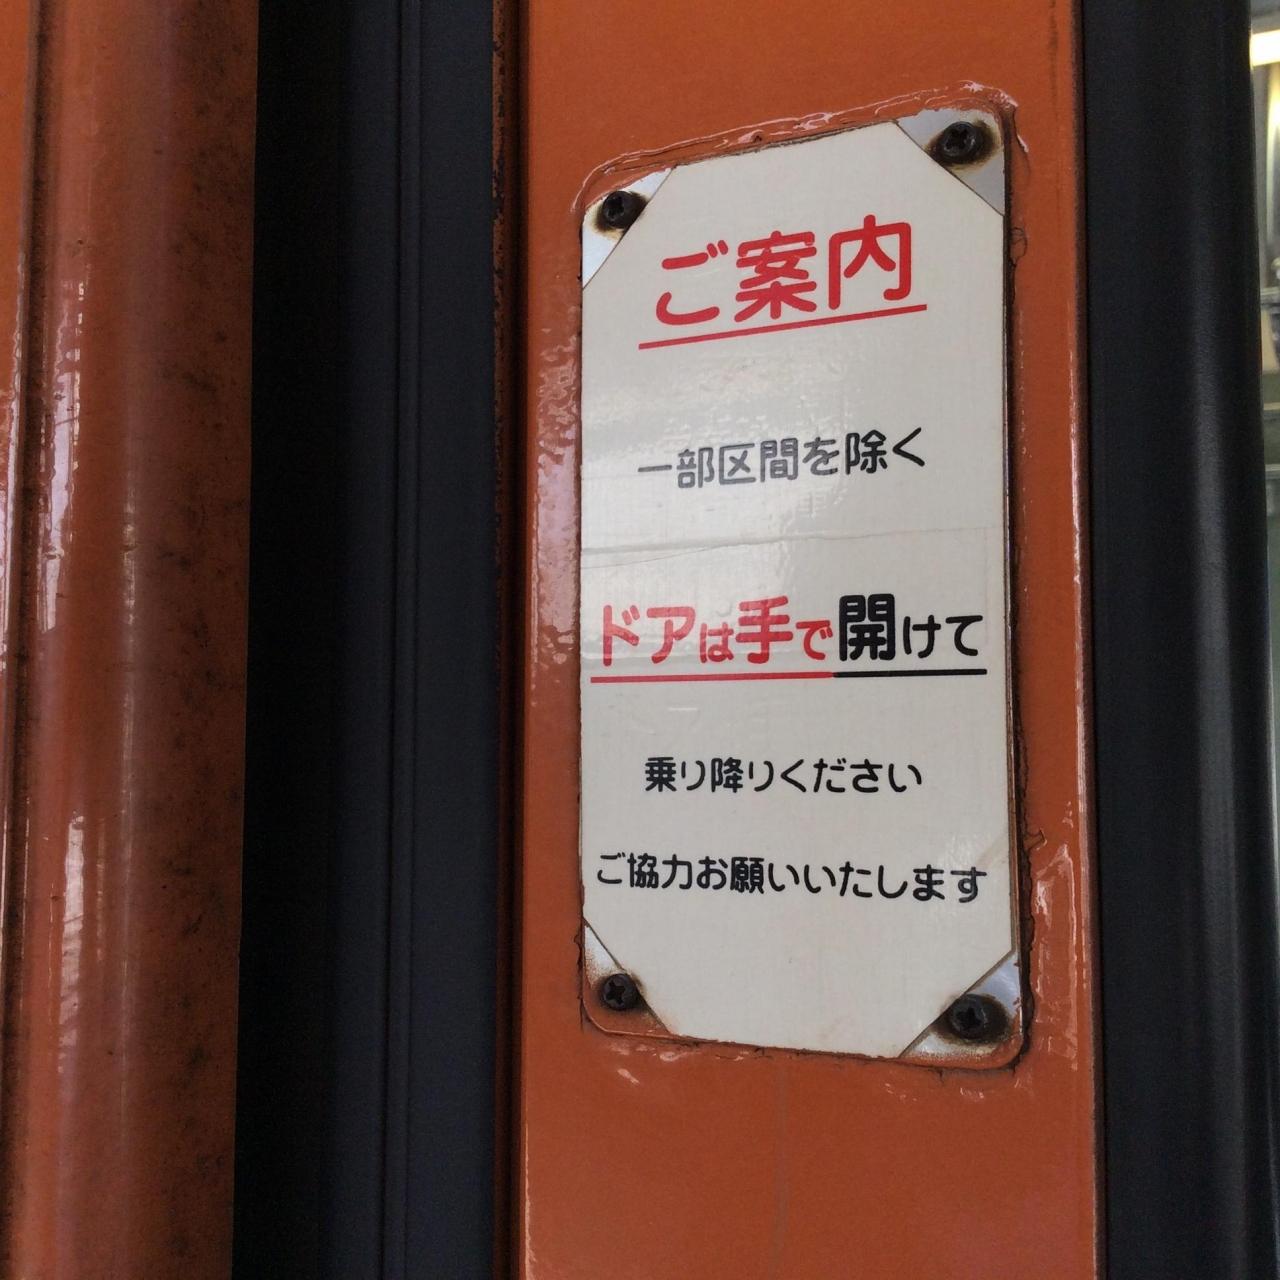 ご案内
一部区間を除く
ドアは手で開けて
乗り降りください
ご協力お願いいたします